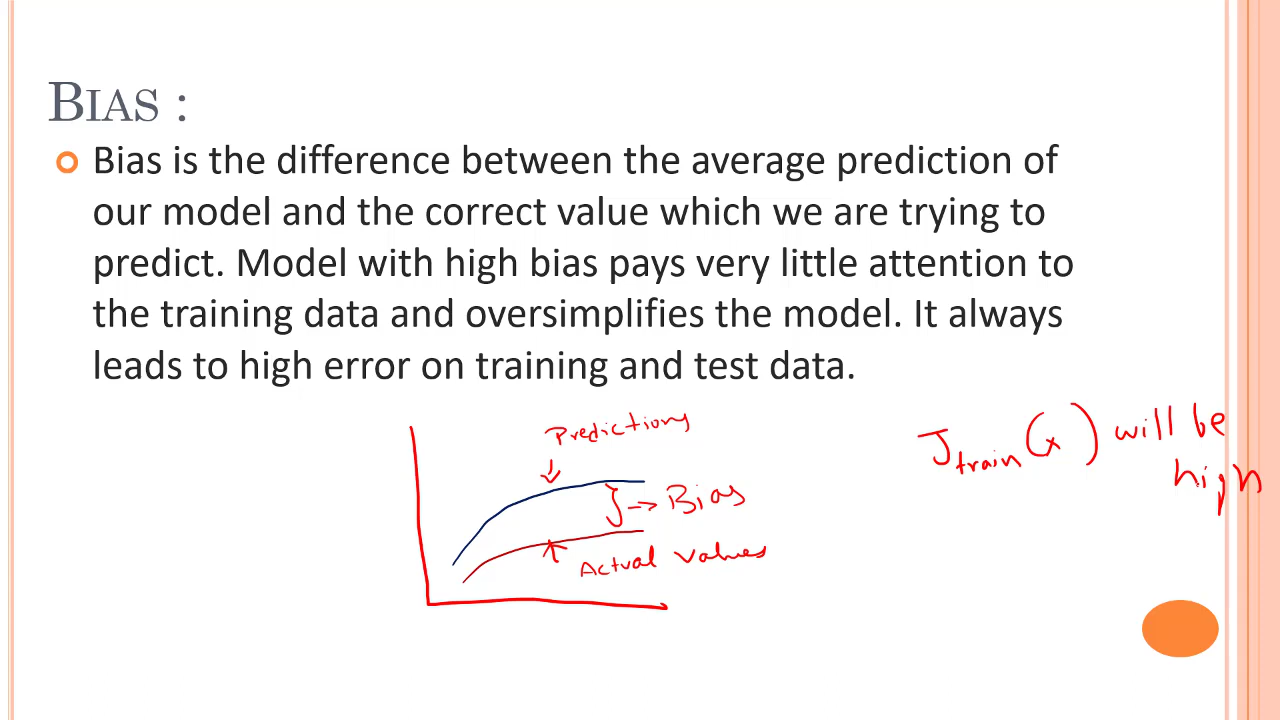 BIAS :
Bias is the difference between the average prediction of
our model and the correct value which we are trying to
predict. Model with high bias pays very little attention to
the training data and oversimplifies the model. It always
leads to high error on training and test data.
Predictions
J train (x) will be
high
→ Bias
Actual values